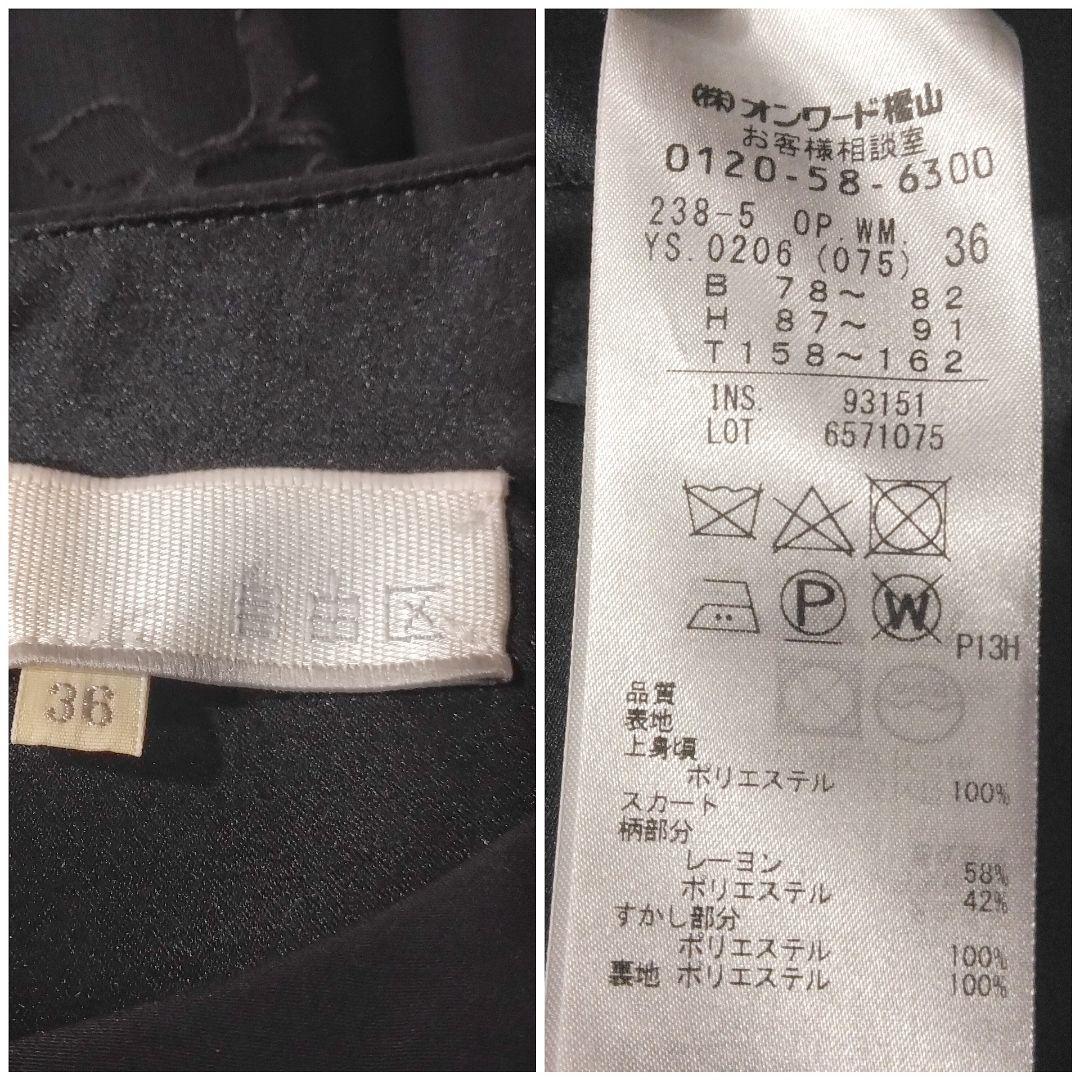 自由区
36
(株)オンワード樫山
お客様相談室
0120-58-6300
238-5 OP.WM.
YS.0206 (075) 36
B 78～ 82
H 87～ 91
T158～162
INS. 93151
LOT 6571075
P
W
P13H
品質
表地
上身頃
ポリエステル 100%
スカート
柄部分
レーヨン 58%
ポリエステル 42%
すかし部分
ポリエステル 100%
裏地 ポリエステル 100%